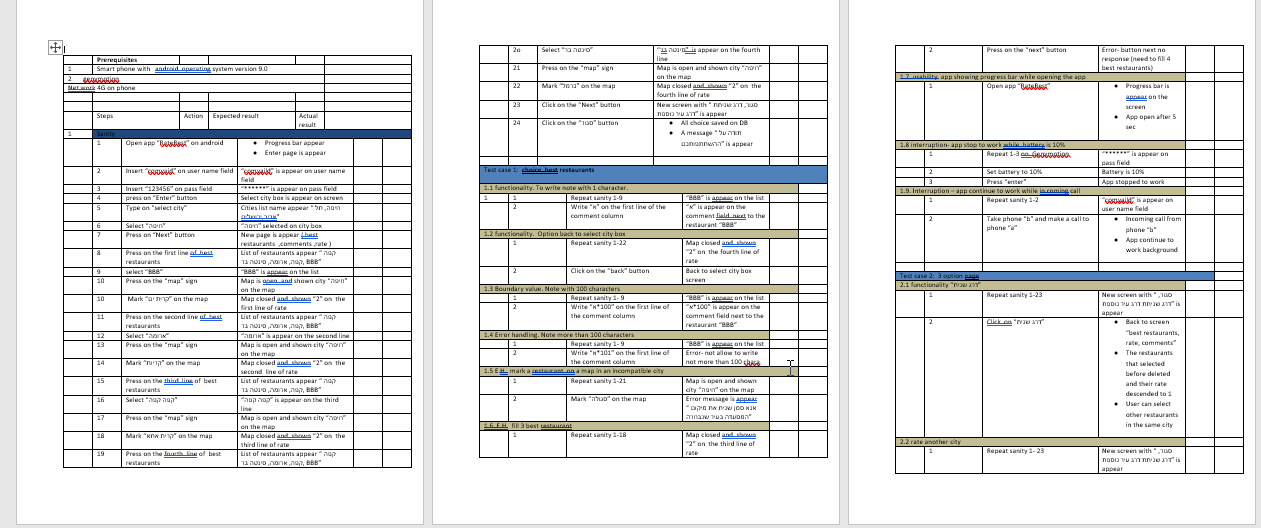 Prerequisites
1 Smart phone with android operating system version 9.0
2 genymotion
Net work 4G on phone
Steps Action Expected result Actual
result
1 Sanity
1 Open app "RateBest" on android • Progress bar appear
• Enter page is appear
2 Insert "comvalid" on user name field "comvalid" is appear on user name
field
3 Insert "123456" on pass field "******" is appear on pass field
4 press on "Enter" button Select city box appear on screen
5 Type on "select city" Cities list name appear "חיפה, תל
אביב, ירושלים"
6 Select "חיפה" "חיפה" selected on city box
7 Press on "Next" button New page is appear ( best
restaurants ,comments ,rate )
8 Press on the first line of best
restaurants List of restaurants appear "קפה
קפה, ארומה, סינטה בר, BBB"
9 select "BBB" "BBB" is appear on the list
10 Press on the "map" sign Map is open and shown city "חיפה"
on the map
10 Mark "קרית ים" on the map Map closed and shown "2" on the
first line of rate
11 Press on the second line of best
restaurants List of restaurants appear "קפה
קפה, ארומה, סינטה בר, BBB"
12 Select "ארומה" "ארומה" is appear on the second line
13 Press on the "map" sign Map is open and shown city "חיפה"
on the map
14 Mark "קריות" on the map Map closed and shown "2" on the
second line of rate
15 Press on the third line of best
restaurants List of restaurants appear "קפה
קפה, ארומה, סינטה בר, BBB"
16 Select "קפה קפה" "קפה קפה" is appear on the third
line
17 Press on the "map" sign Map is open and shown city "חיפה"
on the map
18 Mark "קרית אתא" on the map Map closed and shown "2" on the
third line of rate
19 Press on the fourth line of best
restaurants List of restaurants appear "קפה
קפה, ארומה, סינטה בר, BBB"
2o Select "סינטה בר" "סינטה בר" is appear on the fourth
line
21 Press on the "map" sign Map is open and shown city "חיפה"
on the map
22 Mark "כרמל" on the map Map closed and shown "2" on the
fourth line of rate
23 Click on the "Next" button New screen with "סגור, דרג שניתת
דרג עיר נוספת" is appear
24 Click on the "סגור" button • All choice saved on DB
• A message "תודה על
השתתפותכם" is appear
Test case 1: choice best restaurants
1.1 functionality. To write note with 1 character.
1 1 Repeat sanity 1-9 "BBB" is appear on the list
2 Write "א" on the first line of the
comment column "א" is appear on the
comment field next to the
restaurant "BBB"
1.2 functionality. Option back to select city box
1 Repeat sanity 1-22 Map closed and shown
"2" on the fourth line of
rate
2 Click on the "back" button Back to select city box
screen
1.3 Boundary value. Note with 100 characters
1 Repeat sanity 1- 9 "BBB" is appear on the list
2 Write "א*100" on the first line of
the comment column "א*100" is appear on the
comment field next to the
restaurant "BBB"
1.4 Error handling. Note more than 100 characters
1 Repeat sanity 1- 9 "BBB" is appear on the list
2 Write "א*101" on the first line of
the comment column Error- not allow to write
not more than 100 chara
1.5 E.H. mark a restaurant on a map in an incompatible city
1 Repeat sanity 1-21 Map is open and shown
city "חיפה" on the map
2 Mark "סגולה" on the map Error message is appear
"אנא סמן שנית את מיקום
המסעדה בעיר שנבחרה"
1.6. E.H. fill 3 best restaurant
1 Repeat sanity 1-18 Map closed and shown
"2" on the third line of
rate
2 Press on the "next" button Error- button next no
response (need to fill 4
best restaurants)
1.7. usability. app showing progress bar while opening the app
1 Open app "RateBest" • Progress bar is
appear on the
screen
• App open after 5
sec
1.8 interruption- app stop to work while battery is 10%
1 Repeat 1-3 on Genymotion "******" is appear on
pass field
2 Set battery to 10% Battery is 10%
3 Press "enter" App stopped to work
1.9. Interruption – app continue to work while in coming call
1 Repeat sanity 1-2 "comvalid" is appear on
user name field
2 Take phone "b" and make a call to
phone "a" • Incoming call
from phone
"b"
• App continue to
work background
Test case 2: 3 option page
2.1 functionality "דרג שנית"
1 Repeat sanity 1-23 New screen with "סגור,
דרג שניתת דרג עיר נוספת" is
appear
2 Click on "דרג שנית" • Back to screen
"best restaurants,
rate, comments"
• The restaurants
that selected
before deleted
and their rate
descended to 1
• User can select
other restaurants
in the same city
2.2 rate another city
1 Repeat sanity 1- 23 New screen with "סגור,
דרג שניתת דרג עיר נוספת" is
appear